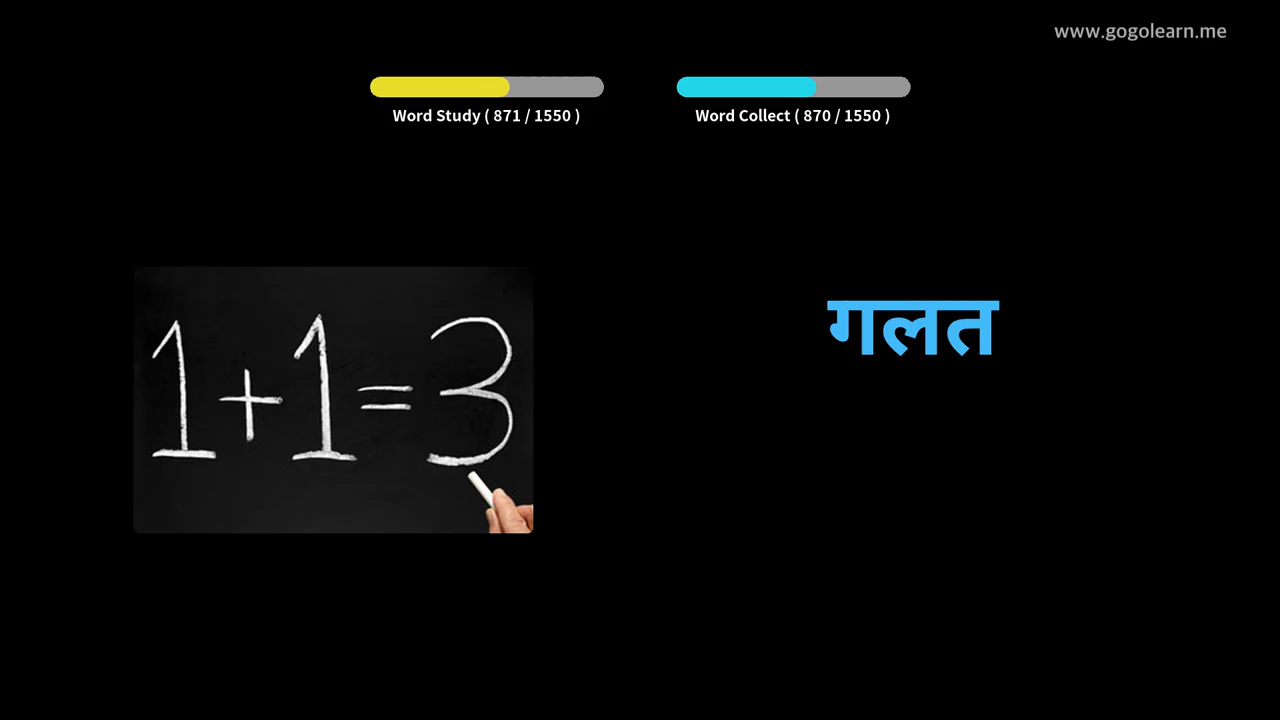 www.gogolearn.me
Word Study ( 871 / 1550 )
Word Collect ( 870 / 1550 )
1+1=3
गलत